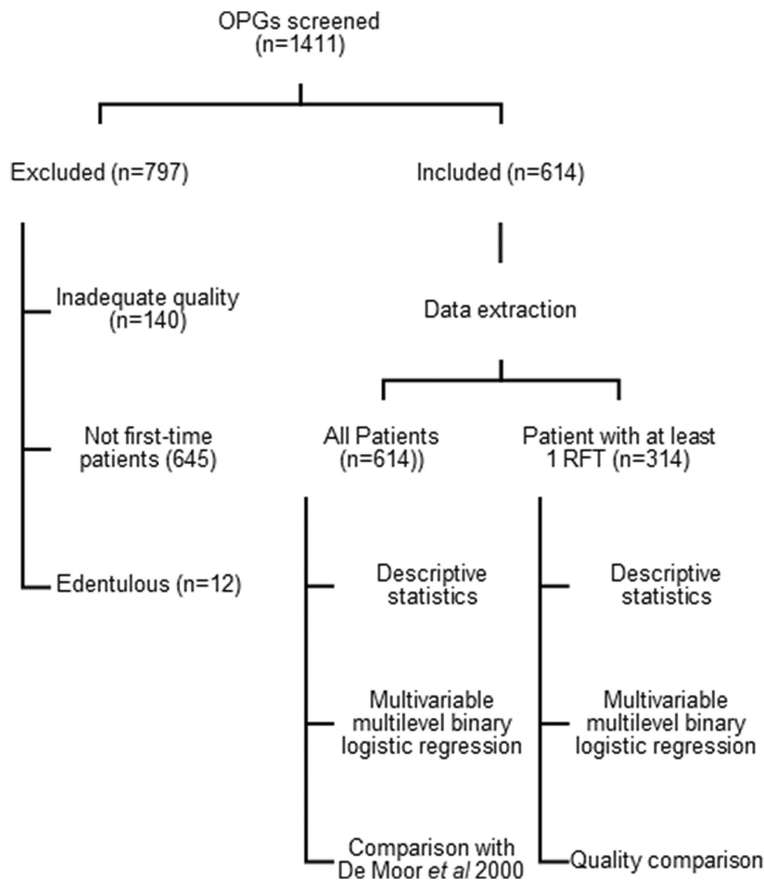 OPGs screened
(n=1411)
Excluded (n=797)
Included (n=614)
Inadequate quality
(n=140)
Not first-time
patients (645)
Edentulous (n=12)
Data extraction
All Patients
(n=614))
Descriptive
statistics
Multivariable
multilevel binary
logistic regression
Comparison with
De Moor et al 2000
Patient with at least
1 RFT (n=314)
Descriptive
statistics
Multivariable
multilevel binary
logistic regression
Quality comparison